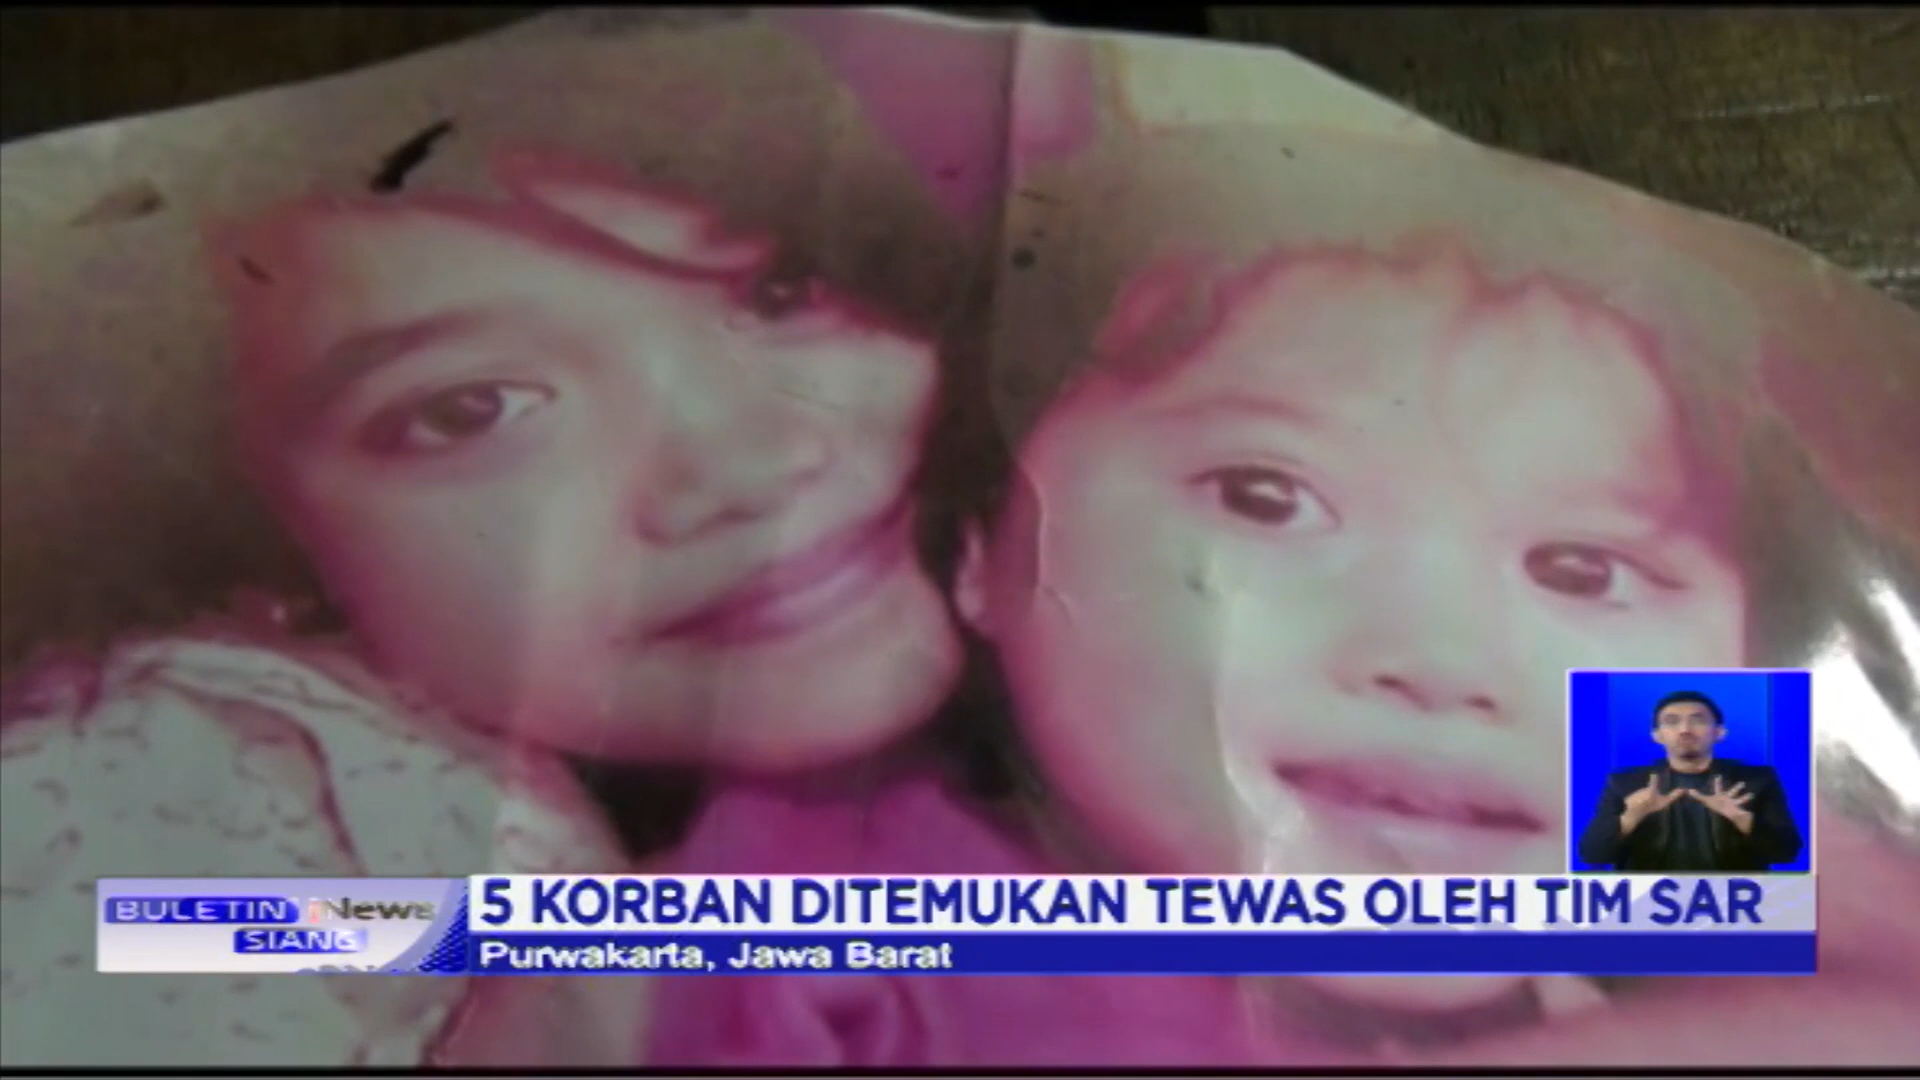 5 KORBAN DITEMUKAN TEWAS OLEH TIM SAR
BULETIN iNews
SIANG
Purwakarta, Jawa Barat